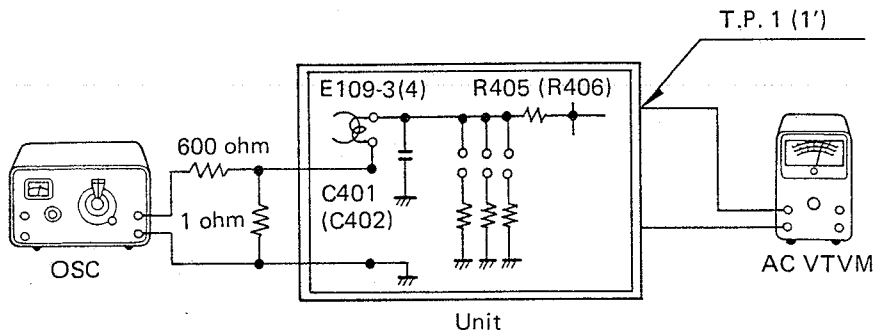 T.P. 1 (1')
E109-3(4)
R405 (R406)
600 ohm
C401
(C402)
1 ohm
OSC
AC VTVM
Unit